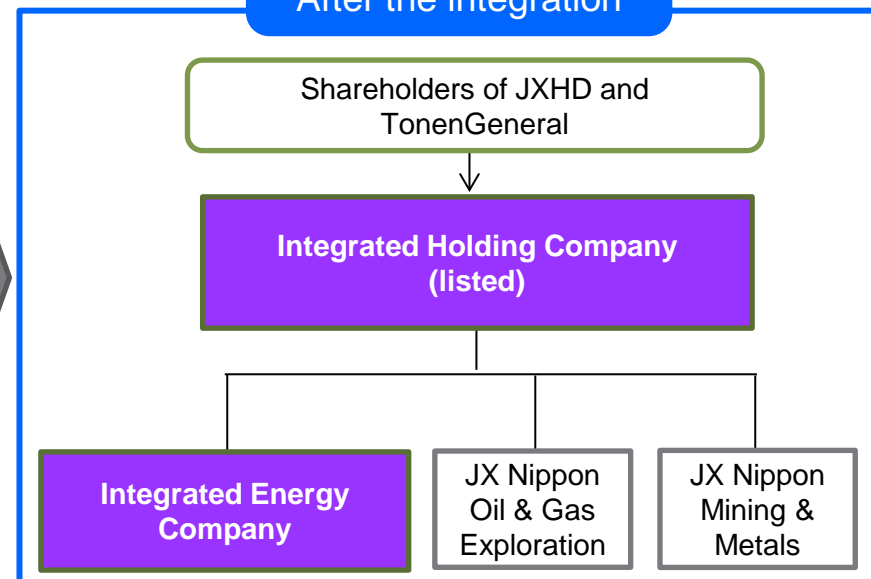 After the integration
Shareholders of JXHD and
TonenGeneral
Integrated Holding Company
(listed)
Integrated Energy
Company
JX Nippon
Oil & Gas
Exploration
JX Nippon
Mining &
Metals